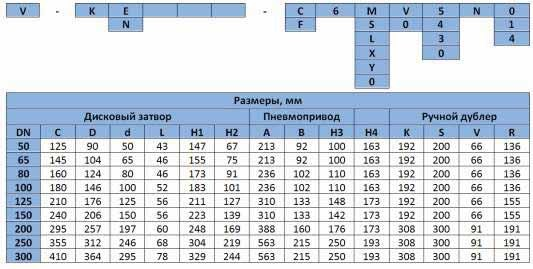 V - K E - C 6 M V S N 0
N F S 0 4 1
L 3 4
X 0
Y
0
Размеры, мм
Дисковый затвор Пневмопривод Ручной дублер
DN C D d L H1 H2 A B H3 H4 K S V R
50 125 90 50 43 147 67 213 92 100 163 192 200 66 136
65 145 104 65 46 155 75 213 92 100 163 192 200 66 136
80 160 124 80 46 173 91 236 102 110 163 192 200 66 136
100 180 146 100 52 183 101 236 102 110 163 192 200 66 136
125 210 176 125 56 211 127 310 133 148 173 192 200 66 155
150 240 206 150 56 223 139 310 133 142 173 192 200 66 155
200 295 257 197 60 248 169 388 160 176 173 308 300 91 191
250 355 312 246 68 304 219 563 215 250 193 308 300 91 191
300 410 364 295 78 329 244 563 215 250 193 308 300 91 191